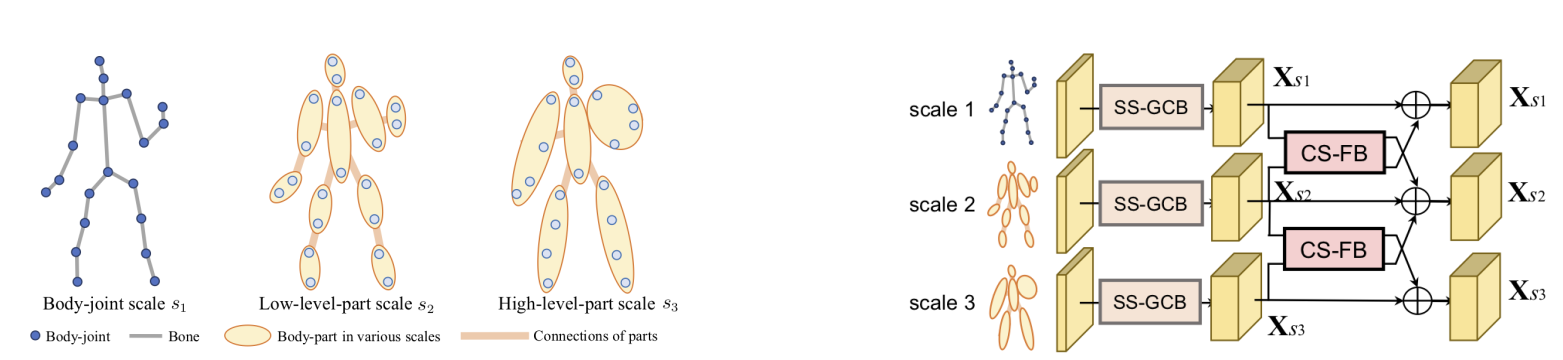 Body-joint scale s1
Low-level-part scale s2
High-level-part scale s3
Body-joint
Bone
Body-part in various scales
Connections of parts
scale 1
SS-GCB
Xs1
Xs1
CS-FB
scale 2
SS-GCB
Xs2
Xs2
CS-FB
scale 3
SS-GCB
Xs3
Xs3